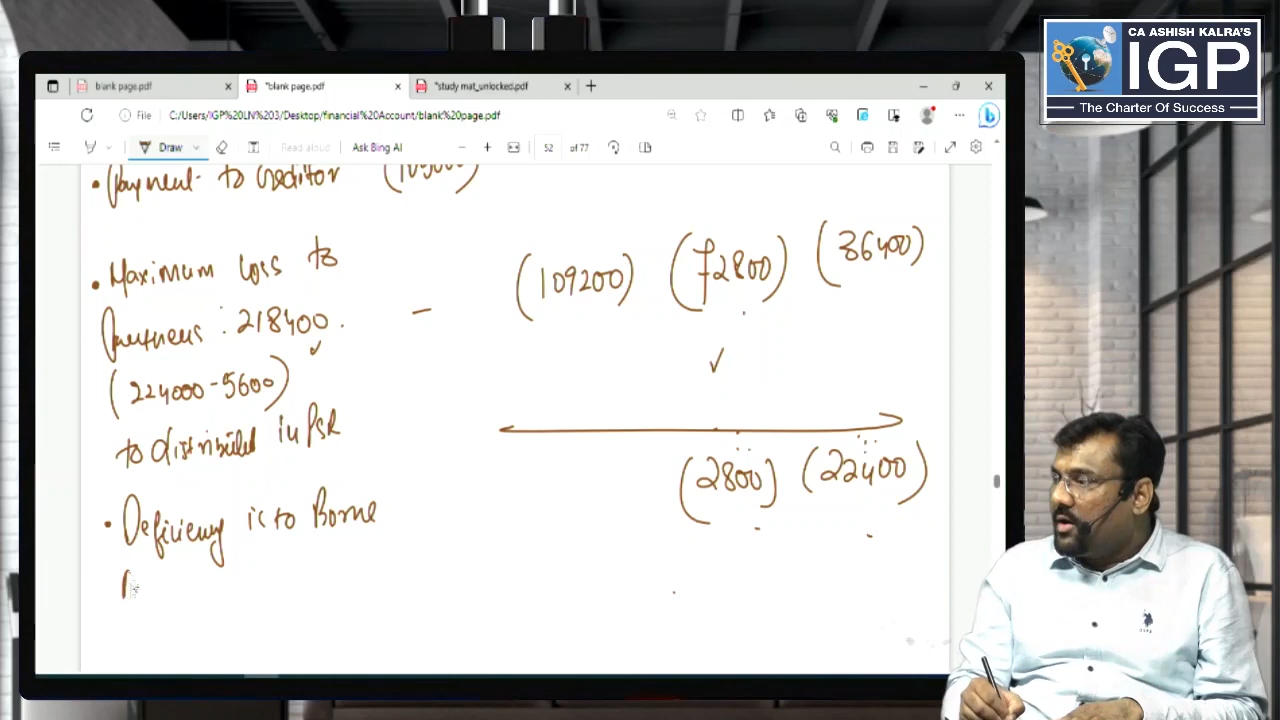 CA ASHISH KALRA'S
IGP
The Charter Of Success
blank page.pdf
*blank page.pdf
*study mat_unlocked.pdf
File C:/Users/IGP%20LN%203/Desktop/financial%20Account/blank%20page.pdf
Draw
Read aloud
Ask Bing AI
52 of 77
• Payment to Creditor (105000)
• Maximum Loss to
Partners : 218400. — (109200) (72800) (36400)
(224000-5600)
to distributed in PSR
(2800) (22400)
• Deficiency is to Borne